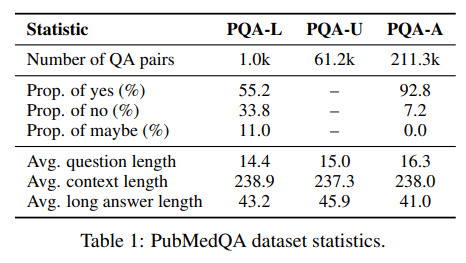 Statistic PQA-L PQA-U PQA-A
Number of QA pairs 1.0k 61.2k 211.3k
Prop. of yes (%) 55.2 – 92.8
Prop. of no (%) 33.8 – 7.2
Prop. of maybe (%) 11.0 – 0.0
Avg. question length 14.4 15.0 16.3
Avg. context length 238.9 237.3 238.0
Avg. long answer length 43.2 45.9 41.0
Table 1: PubMedQA dataset statistics.